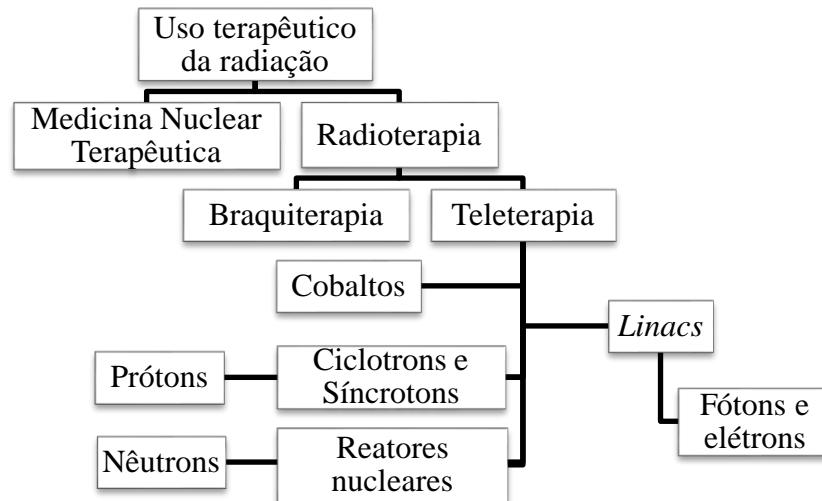 Uso terapêutico
da radiação
Medicina Nuclear
Terapêutica
Radioterapia
Braquiterapia
Teleterapia
Cobaltos
Linacs
Prótons
Ciclotrons e
Síncrotons
Fótons e
elétrons
Nêutrons
Reatores
nucleares